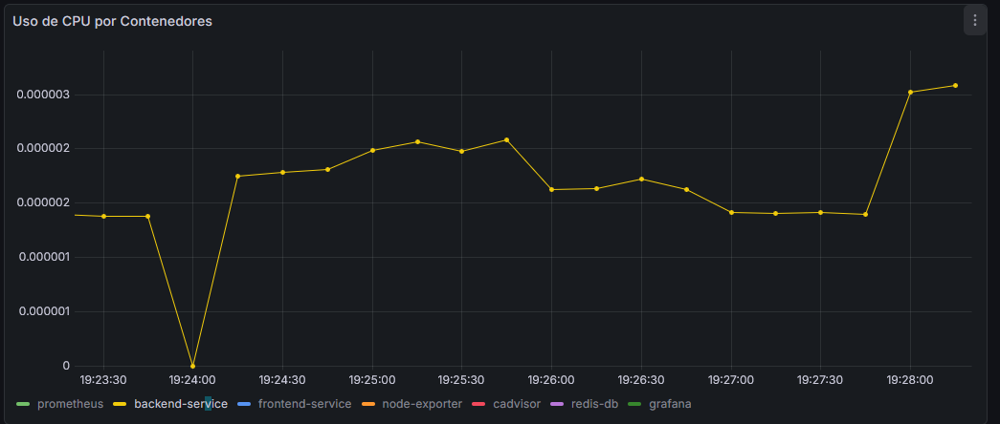 Uso de CPU por Contenedores
0.000003
0.000002
0.000002
0.000001
0.000001
0
19:23:30 19:24:00 19:24:30 19:25:00 19:25:30 19:26:00 19:26:30 19:27:00 19:27:30 19:28:00
prometheus backend-service frontend-service node-exporter cadvisor redis-db grafana